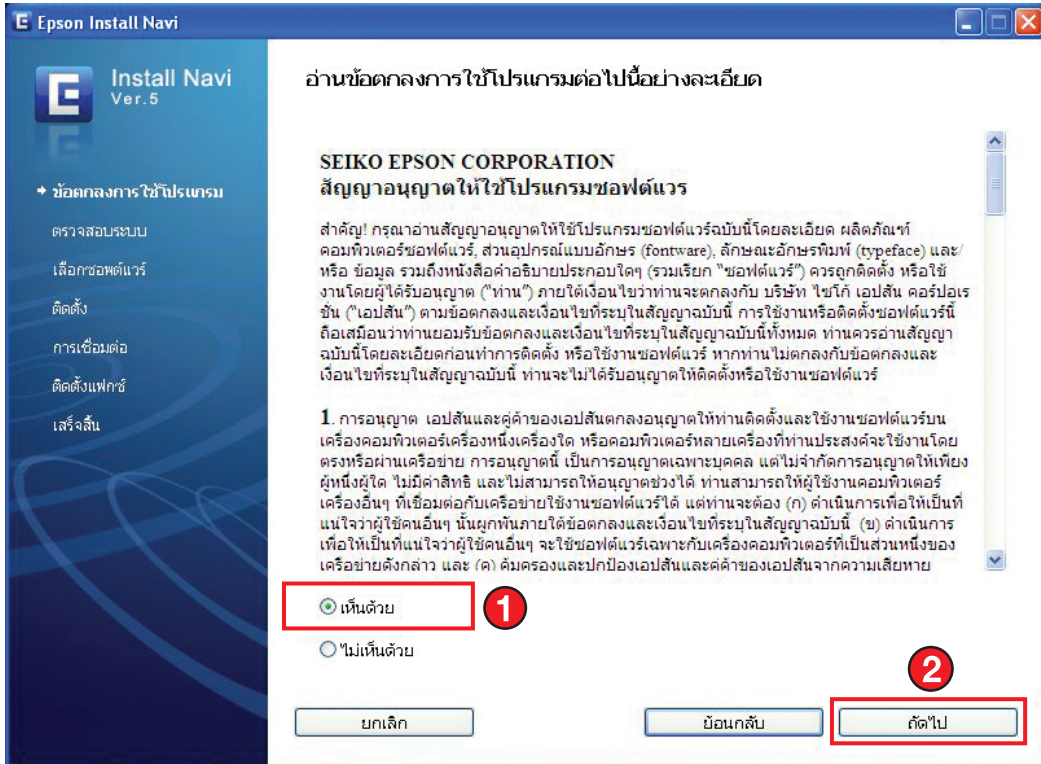 Epson Install Navi
Install Navi
Ver.5
ข้อตกลงการใช้โปรแกรม
ตรวจสอบระบบ
เลือกซอพต์แวร์
ติดตั้ง
การเชื่อมต่อ
ติดตั้งแฟกซ์
เสร็จสิ้น
อ่านข้อตกลงการใช้โปรแกรมต่อไปนี้อย่างละเอียด
SEIKO EPSON CORPORATION
สัญญาอนุญาตให้ใช้โปรแกรมซอฟต์แวร
สำคัญ! กรุณาอ่านสัญญาอนุญาตให้ใช้โปรแกรมซอฟต์แวร์ฉบับนี้โดยละเอียด ผลิตภัณฑ์
คอมพิวเตอร์ซอฟต์แวร์, ส่วนอุปกรณ์แบบอักษร (fontware), ลักษณะอักษรพิมพ์ (typeface) และ/
หรือ ข้อมูล รวมถึงหนังสือคำอธิบายประกอบใดๆ (รวมเรียก "ซอฟต์แวร์") ควรถูกติดตั้ง หรือใช้
งานโดยผู้ได้รับอนุญาต ("ท่าน") ภายใต้เงื่อนไขว่าท่านจะตกลงกับ บริษัท ไซโก้ เอปสัน คอร์ปอเร
ชั่น ("เอปสัน") ตามข้อตกลงและเงื่อนไขที่ระบุในสัญญาฉบับนี้ การใช้งานหรือติดตั้งซอฟต์แวร์นี้
ถือเสมือนว่าท่านยอมรับข้อตกลงและเงื่อนไขที่ระบุในสัญญาฉบับนี้ทั้งหมด ท่านควรอ่านสัญญา
ฉบับนี้โดยละเอียดก่อนทำการติดตั้ง หรือใช้งานซอฟต์แวร์ หากท่านไม่ตกลงกับข้อตกลงและ
เงื่อนไขที่ระบุในสัญญาฉบับนี้ ท่านจะไม่ได้รับอนุญาตให้ติดตั้งหรือใช้งานซอฟต์แวร์
1. การอนุญาต เอปสันและคู่ค้าของเอปสันตกลงอนุญาตให้ท่านติดตั้งและใช้งานซอฟต์แวร์บน
เครื่องคอมพิวเตอร์เครื่องหนึ่งเครื่องใด หรือคอมพิวเตอร์หลายเครื่องที่ท่านประสงค์จะใช้งานโดย
ตรงหรือผ่านเครือข่าย การอนุญาตนี้ เป็นการอนุญาตเฉพาะบุคคล แต่ไม่จำกัดการอนุญาตให้เพียง
ผู้หนึ่งผู้ใด ไม่มีค่าสิทธิ และไม่สามารถให้อนุญาตช่วงได้ ท่านสามารถให้ผู้ใช้งานคอมพิวเตอร์
เครื่องอื่นๆ ที่เชื่อมต่อกับเครือข่ายใช้งานซอฟต์แวร์ได้ แต่ท่านจะต้อง (ก) ดำเนินการเพื่อให้เป็นที่
แน่ใจว่าผู้ใช้คนอื่นๆ นั้นผูกพันภายใต้ข้อตกลงและเงื่อนไขที่ระบุในสัญญาฉบับนี้ (ข) ดำเนินการ
เพื่อให้เป็นที่แน่ใจว่าผู้ใช้คนอื่นๆ จะใช้ซอฟต์แวร์เฉพาะกับเครื่องคอมพิวเตอร์ที่เป็นส่วนหนึ่งของ
เครือข่ายดังกล่าว และ (ค) คุ้มครองและปกป้องเอปสันและคู่ค้าของเอปสันจากความเสียหาย
เห็นด้วย
1
ไม่เห็นด้วย
2
ยกเลิก
ย้อนกลับ
ถัดไป